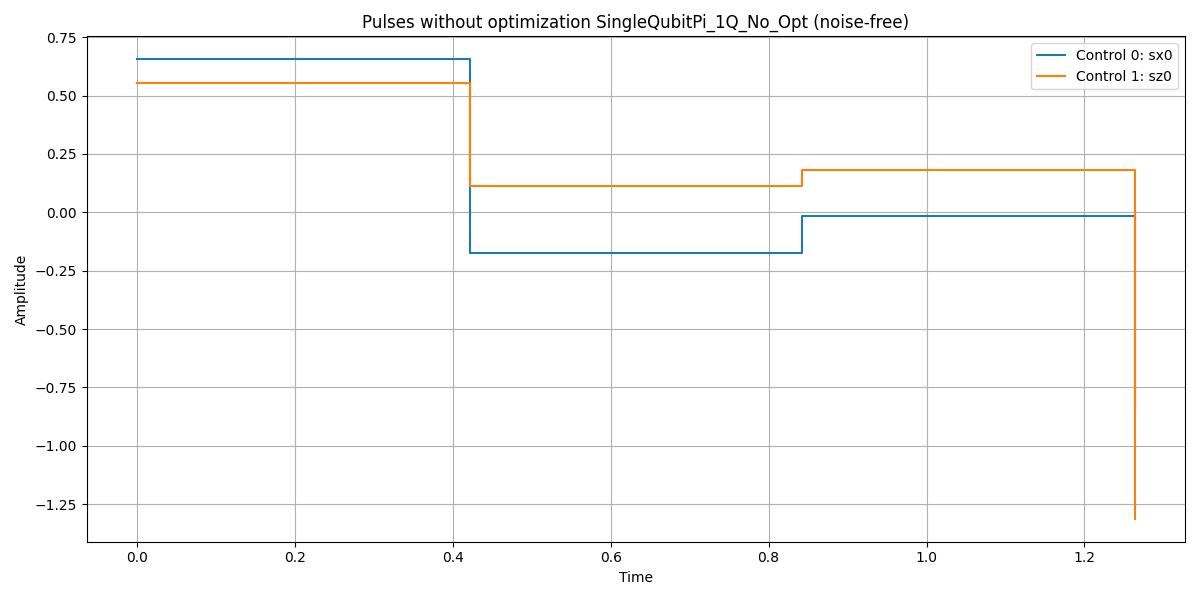 Pulses without optimization SingleQubitPi_1Q_No_Opt (noise-free)
Control 0: sx0
Control 1: sz0
Amplitude
0.75
0.50
0.25
0.00
−0.25
−0.50
−0.75
−1.00
−1.25
0.0 0.2 0.4 0.6 0.8 1.0 1.2
Time